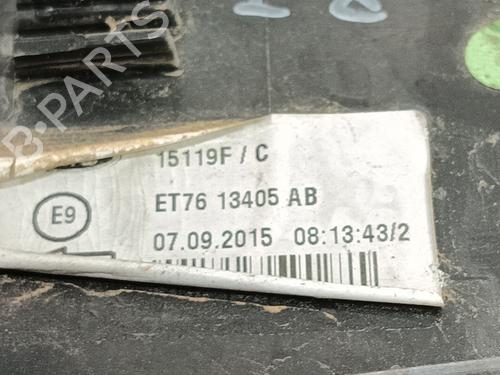 B-PARTS
15119F / C
E9
ET76 13405 AB
07.09.2015 08:13:43/2